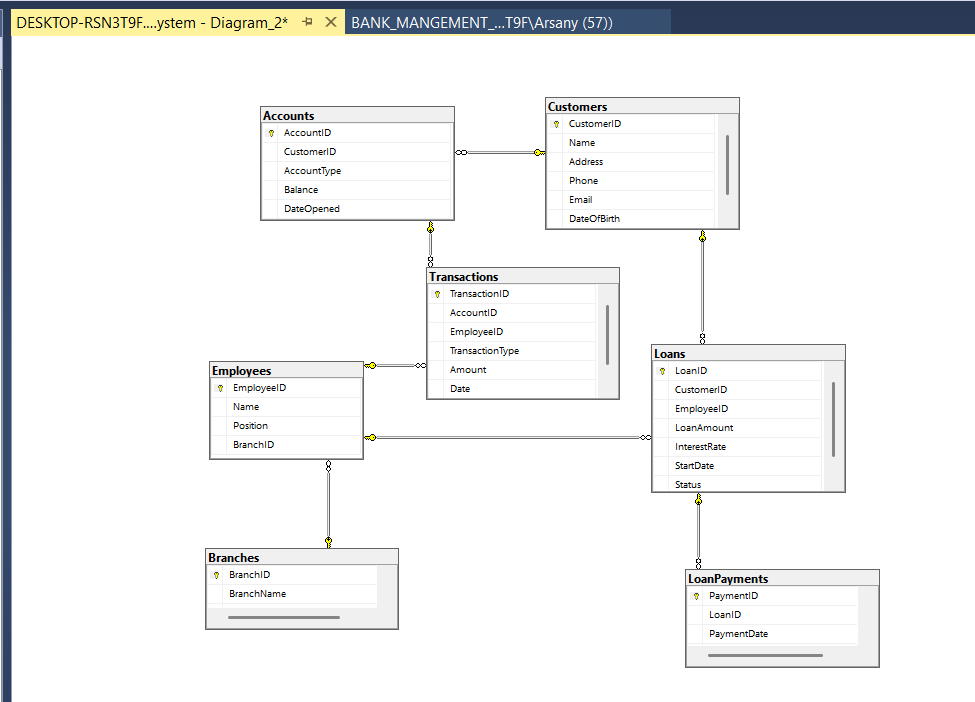 DESKTOP-RSN3T9F....ystem - Diagram_2*
BANK_MANGEMENT_...T9F\Arsany (57))
Accounts
AccountID
CustomerID
AccountType
Balance
DateOpened
Customers
CustomerID
Name
Address
Phone
Email
DateOfBirth
Transactions
TransactionID
AccountID
EmployeeID
TransactionType
Amount
Date
Employees
EmployeeID
Name
Position
BranchID
Loans
LoanID
CustomerID
EmployeeID
LoanAmount
InterestRate
StartDate
Status
Branches
BranchID
BranchName
LoanPayments
PaymentID
LoanID
PaymentDate